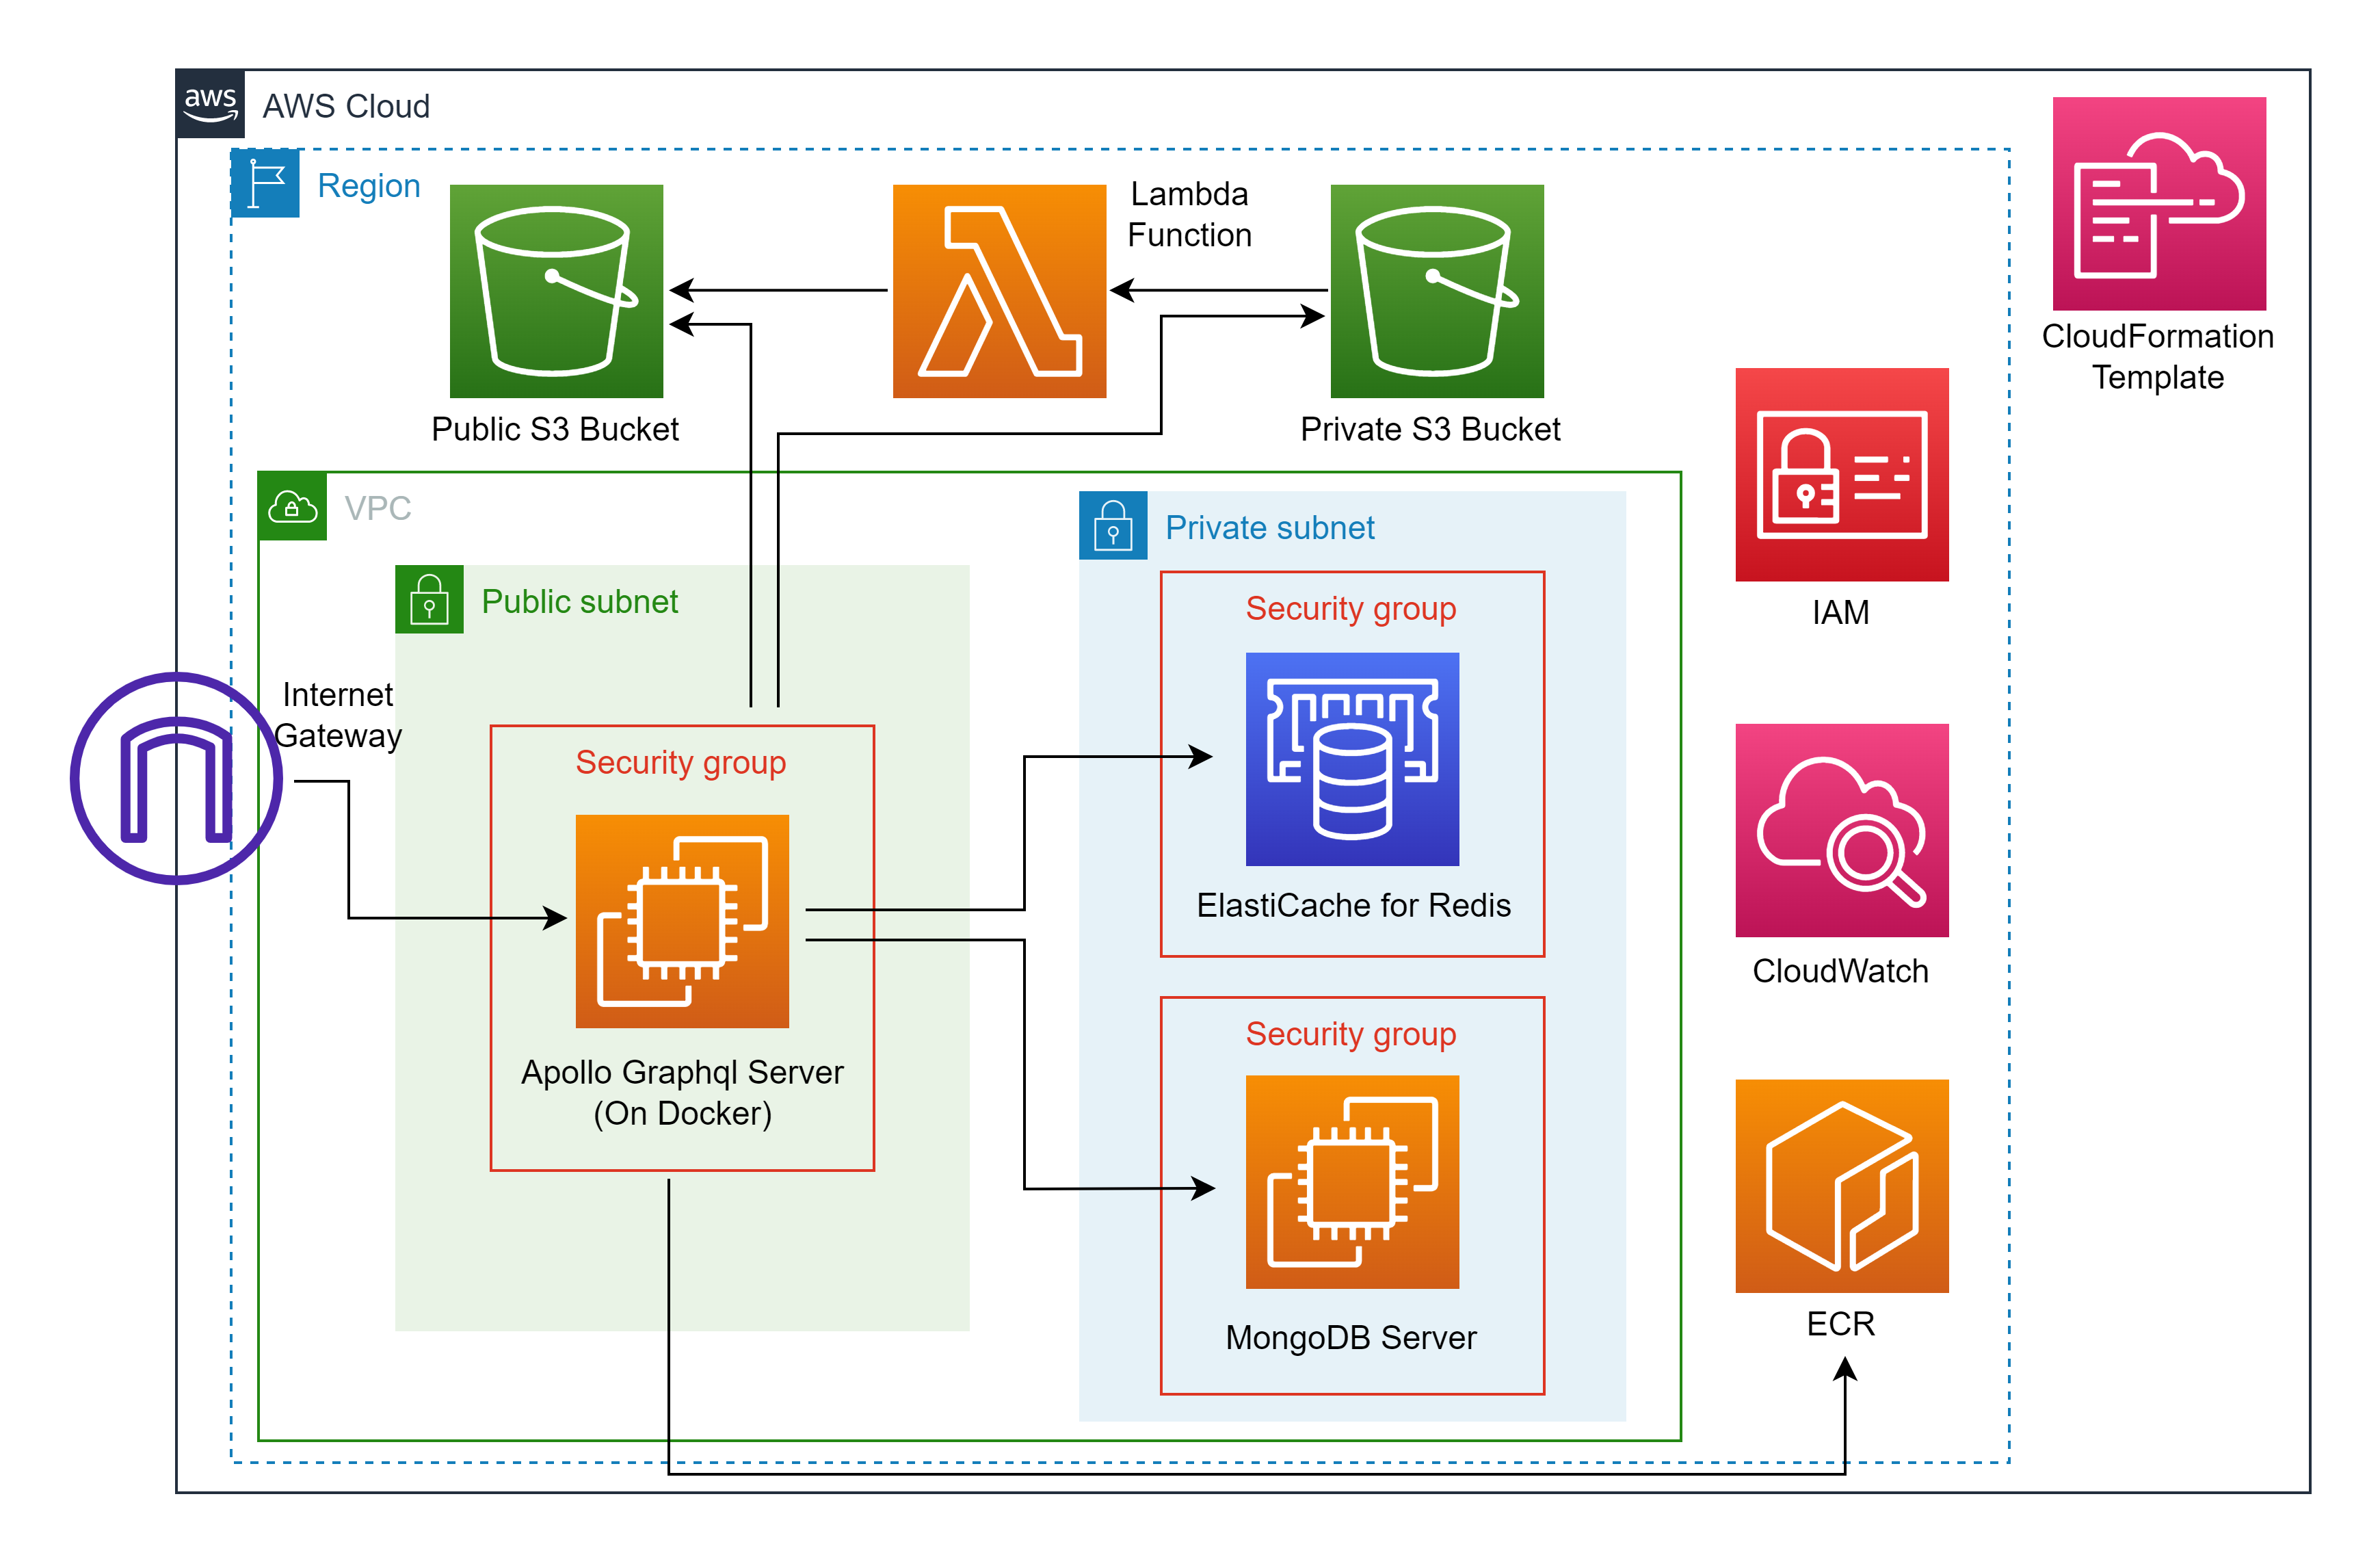 aws
AWS Cloud
Region
Lambda
Function
Public S3 Bucket
Private S3 Bucket
CloudFormation
Template
VPC
Private subnet
Public subnet
Security group
IAM
Internet
Gateway
Security group
ElastiCache for Redis
CloudWatch
Security group
Apollo Graphql Server
(On Docker)
MongoDB Server
ECR